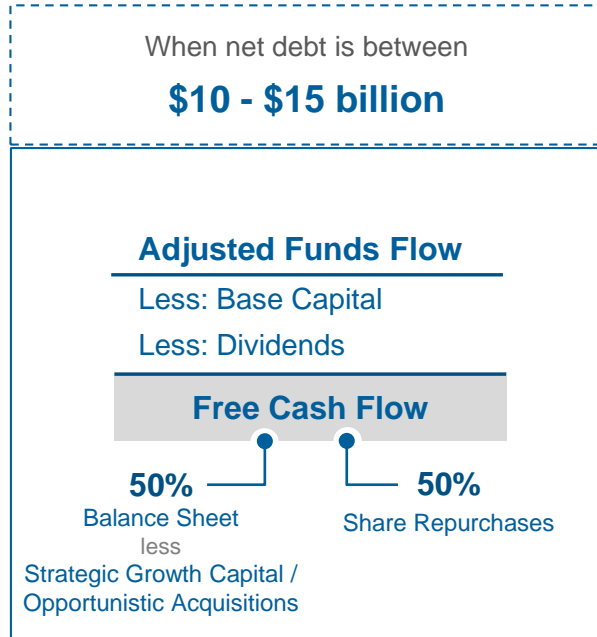 When net debt is between
$10 - $15 billion
Adjusted Funds Flow
Less: Base Capital
Less: Dividends
Free Cash Flow
50%
Balance Sheet
less
Strategic Growth Capital /
Opportunistic Acquisitions
50%
Share Repurchases